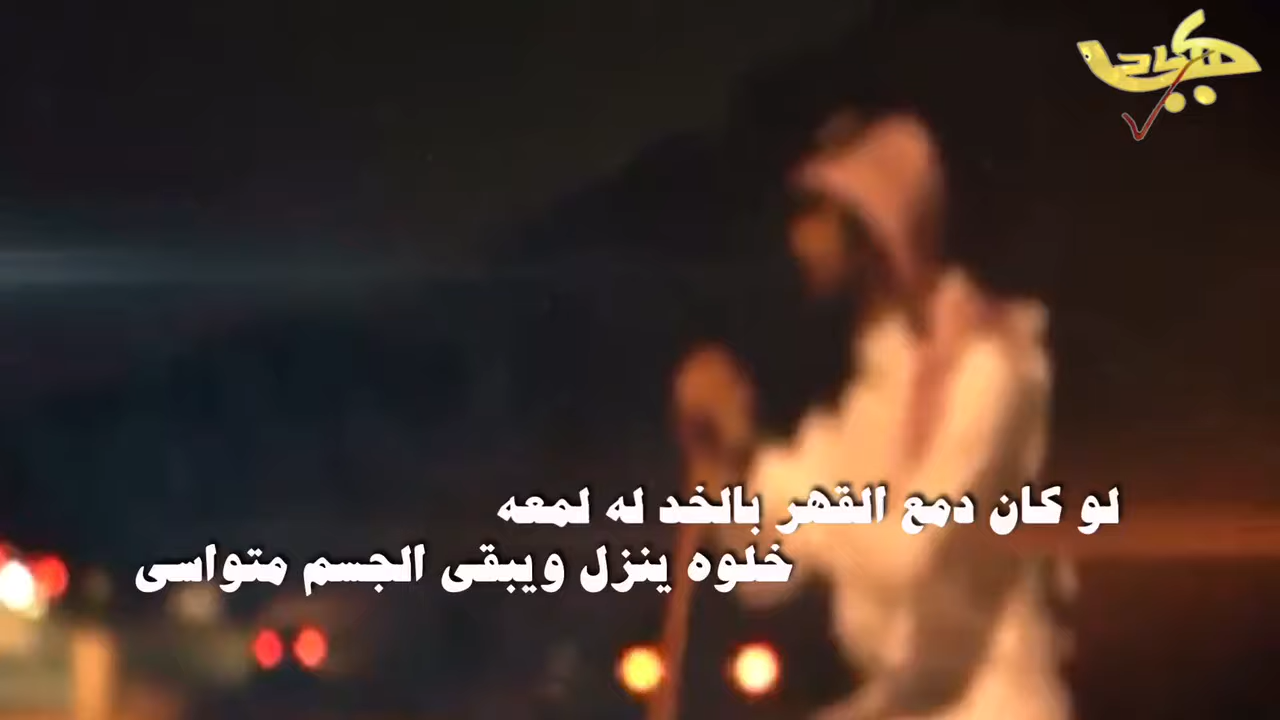 لو كان دمع القهر بالخد له لمعه
خلوه ينزل ويبقى الجسم متواسى